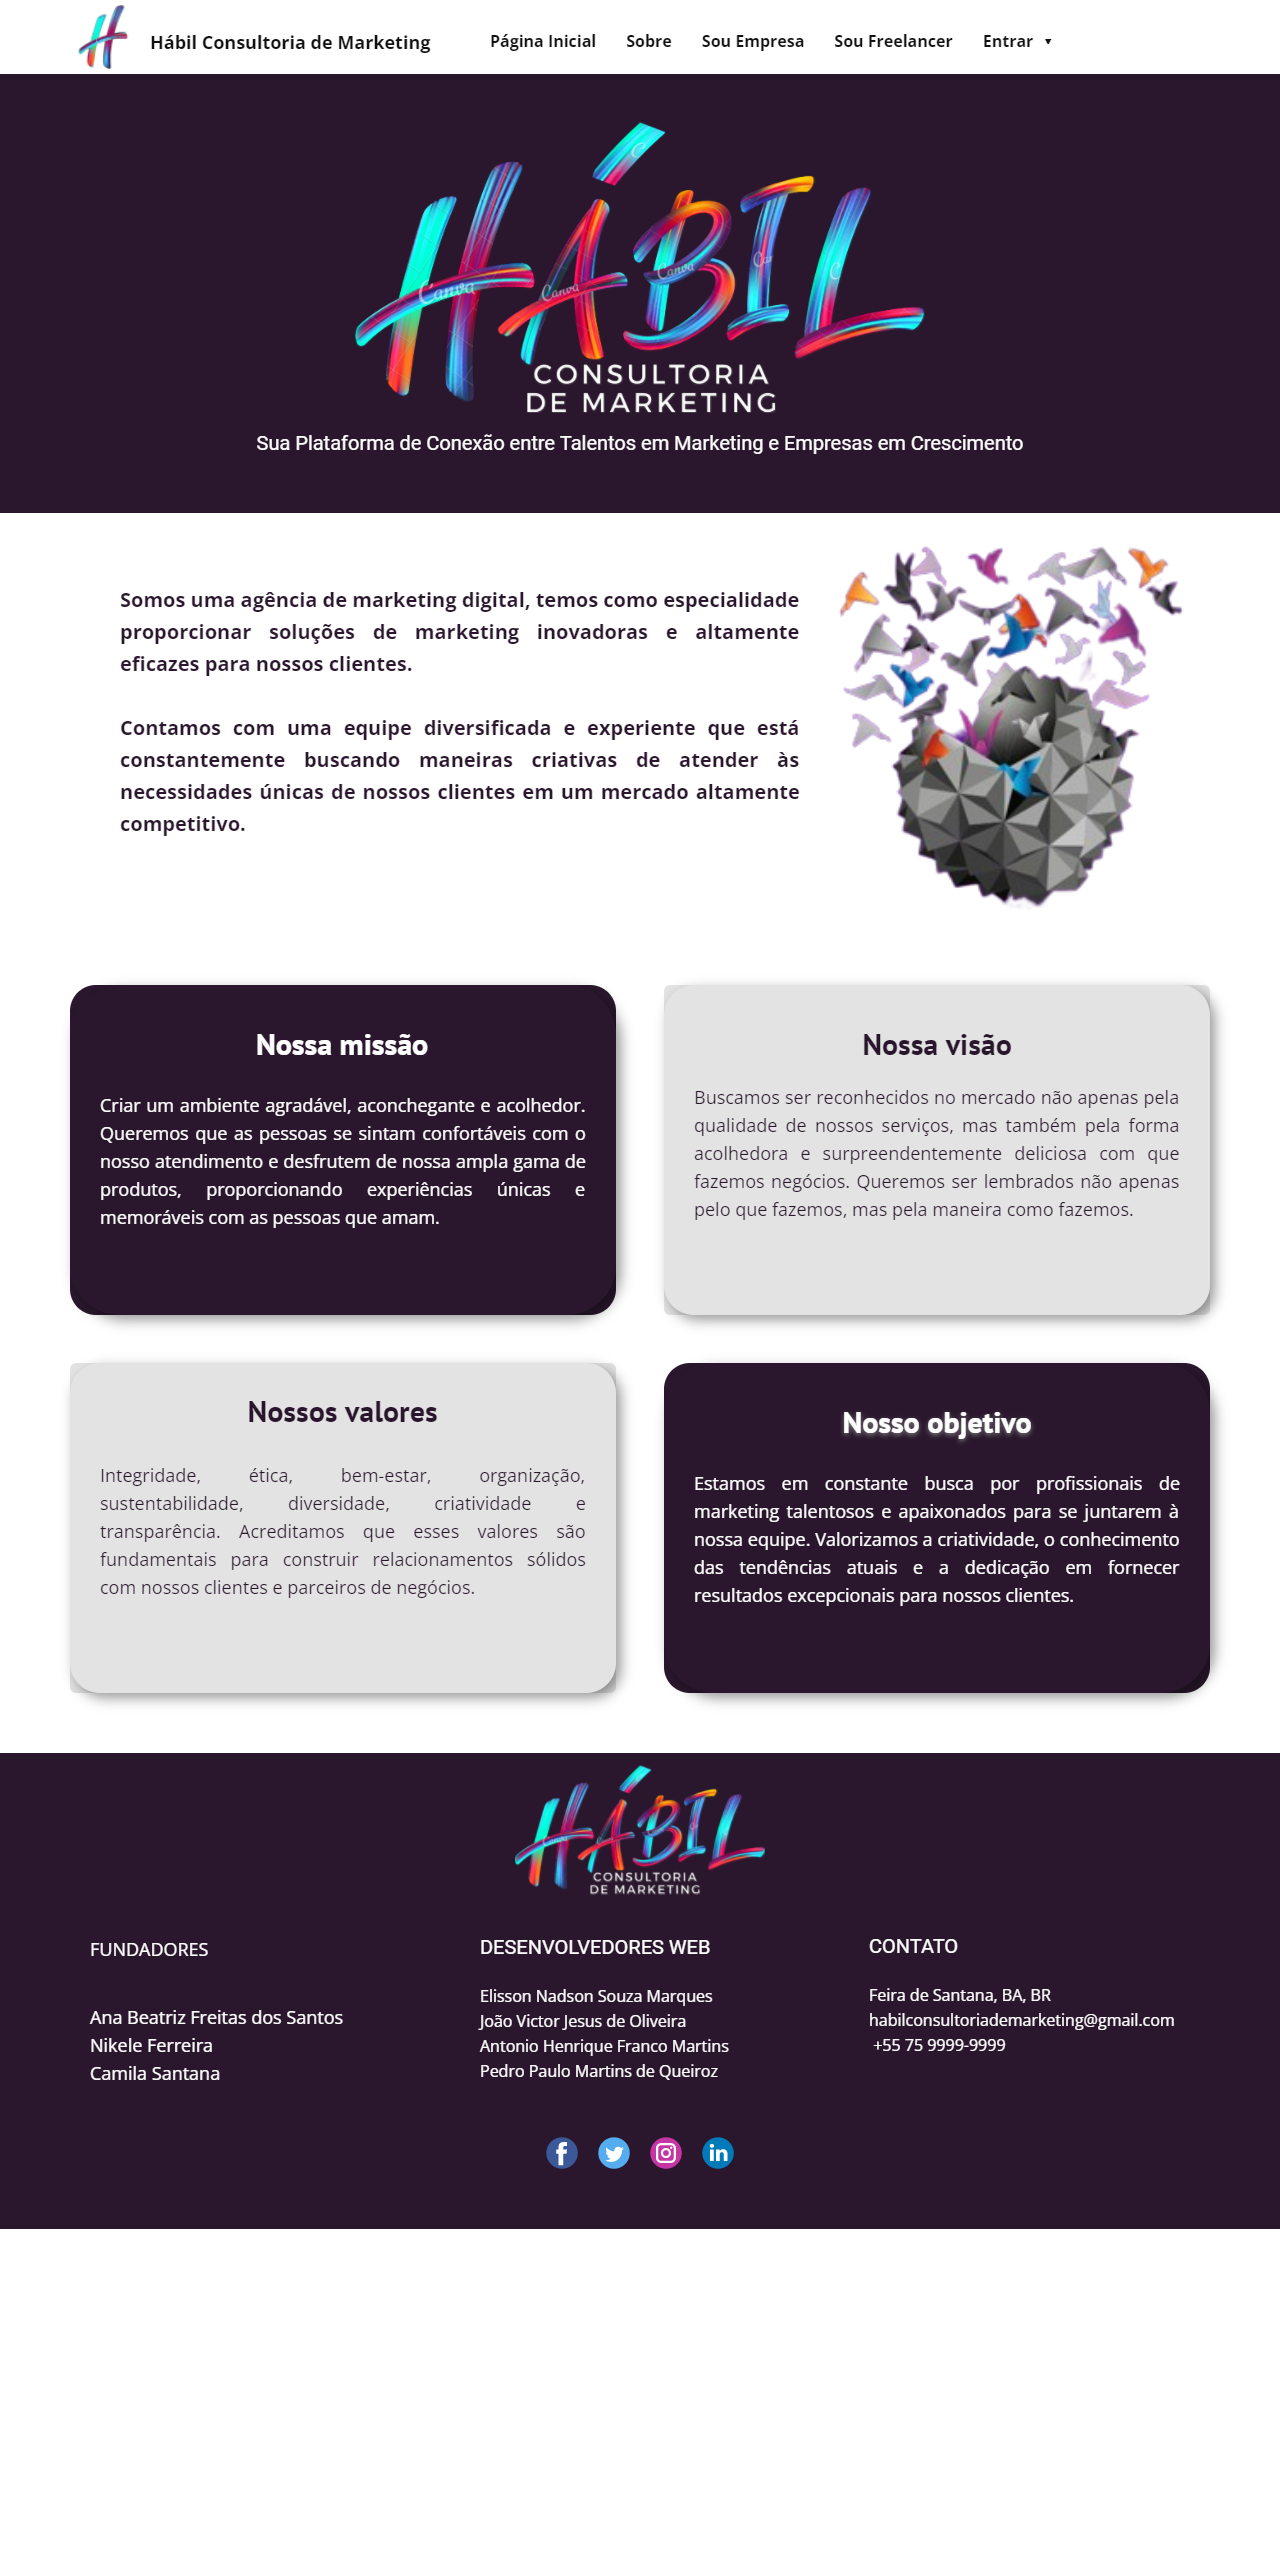 Hábil Consultoria de Marketing
Página Inicial Sobre Sou Empresa Sou Freelancer Entrar ▼
HÁBIL
Canva Canva Canva
CONSULTORIA
DE MARKETING
Sua Plataforma de Conexão entre Talentos em Marketing e Empresas em Crescimento
Somos uma agência de marketing digital, temos como especialidade
proporcionar soluções de marketing inovadoras e altamente
eficazes para nossos clientes.
Contamos com uma equipe diversificada e experiente que está
constantemente buscando maneiras criativas de atender às
necessidades únicas de nossos clientes em um mercado altamente
competitivo.
Nossa missão
Criar um ambiente agradável, aconchegante e acolhedor.
Queremos que as pessoas se sintam confortáveis com o
nosso atendimento e desfrutem de nossa ampla gama de
produtos, proporcionando experiências únicas e
memoráveis com as pessoas que amam.
Nossa visão
Buscamos ser reconhecidos no mercado não apenas pela
qualidade de nossos serviços, mas também pela forma
acolhedora e surpreendentemente deliciosa com que
fazemos negócios. Queremos ser lembrados não apenas
pelo que fazemos, mas pela maneira como fazemos.
Nossos valores
Integridade, ética, bem-estar, organização,
sustentabilidade, diversidade, criatividade e
transparência. Acreditamos que esses valores são
fundamentais para construir relacionamentos sólidos
com nossos clientes e parceiros de negócios.
Nosso objetivo
Estamos em constante busca por profissionais de
marketing talentosos e apaixonados para se juntarem à
nossa equipe. Valorizamos a criatividade, o conhecimento
das tendências atuais e a dedicação em fornecer
resultados excepcionais para nossos clientes.
HÁBIL
CONSULTORIA
DE MARKETING
FUNDADORES
Ana Beatriz Freitas dos Santos
Nikele Ferreira
Camila Santana
DESENVOLVEDORES WEB
Elisson Nadson Souza Marques
João Victor Jesus de Oliveira
Antonio Henrique Franco Martins
Pedro Paulo Martins de Queiroz
CONTATO
Feira de Santana, BA, BR
habilconsultoriademarketing@gmail.com
+55 75 9999-9999